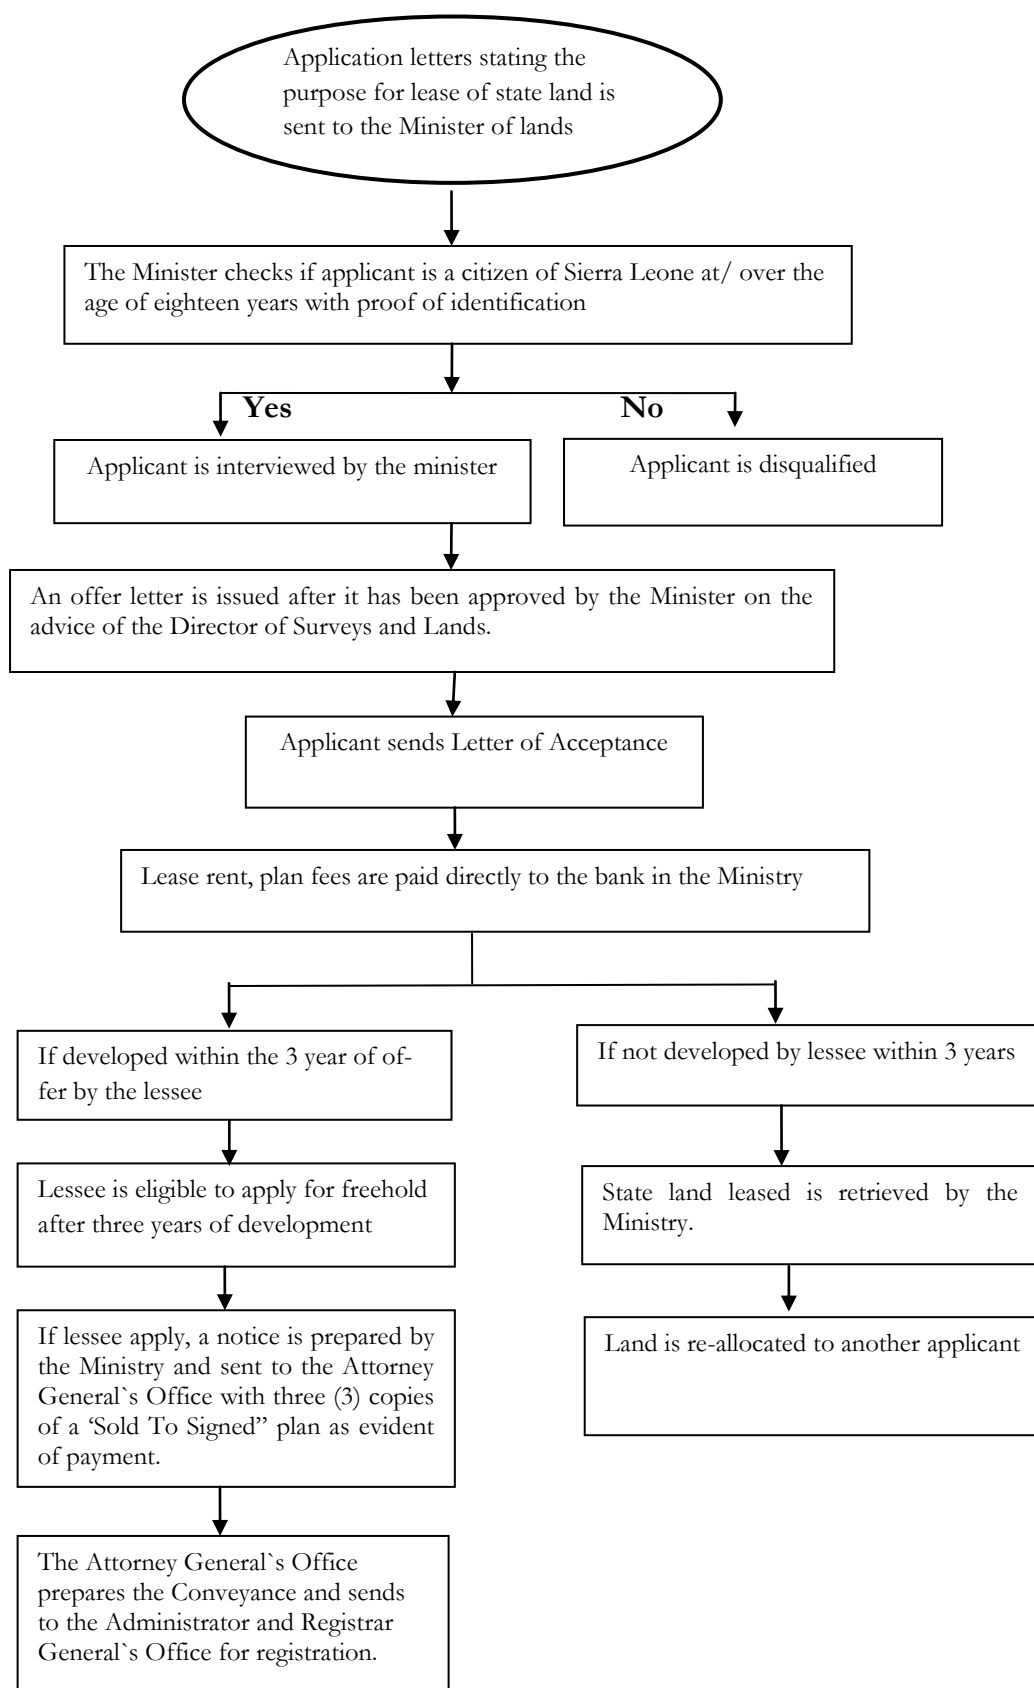 Application letters stating the
purpose for lease of state land is
sent to the Minister of lands
The Minister checks if applicant is a citizen of Sierra Leone at/ over the
age of eighteen years with proof of identification
Yes
No
Applicant is interviewed by the minister
Applicant is disqualified
An offer letter is issued after it has been approved by the Minister on the
advice of the Director of Surveys and Lands.
Applicant sends Letter of Acceptance
Lease rent, plan fees are paid directly to the bank in the Ministry
If developed within the 3 year of of-
fer by the lessee
If not developed by lessee within 3 years
Lessee is eligible to apply for freehold
after three years of development
State land leased is retrieved by the
Ministry.
If lessee apply, a notice is prepared by
the Ministry and sent to the Attorney
General`s Office with three (3) copies
of a ‘Sold To Signed” plan as evident
of payment.
Land is re-allocated to another applicant
The Attorney General`s Office
prepares the Conveyance and sends
to the Administrator and Registrar
General`s Office for registration.